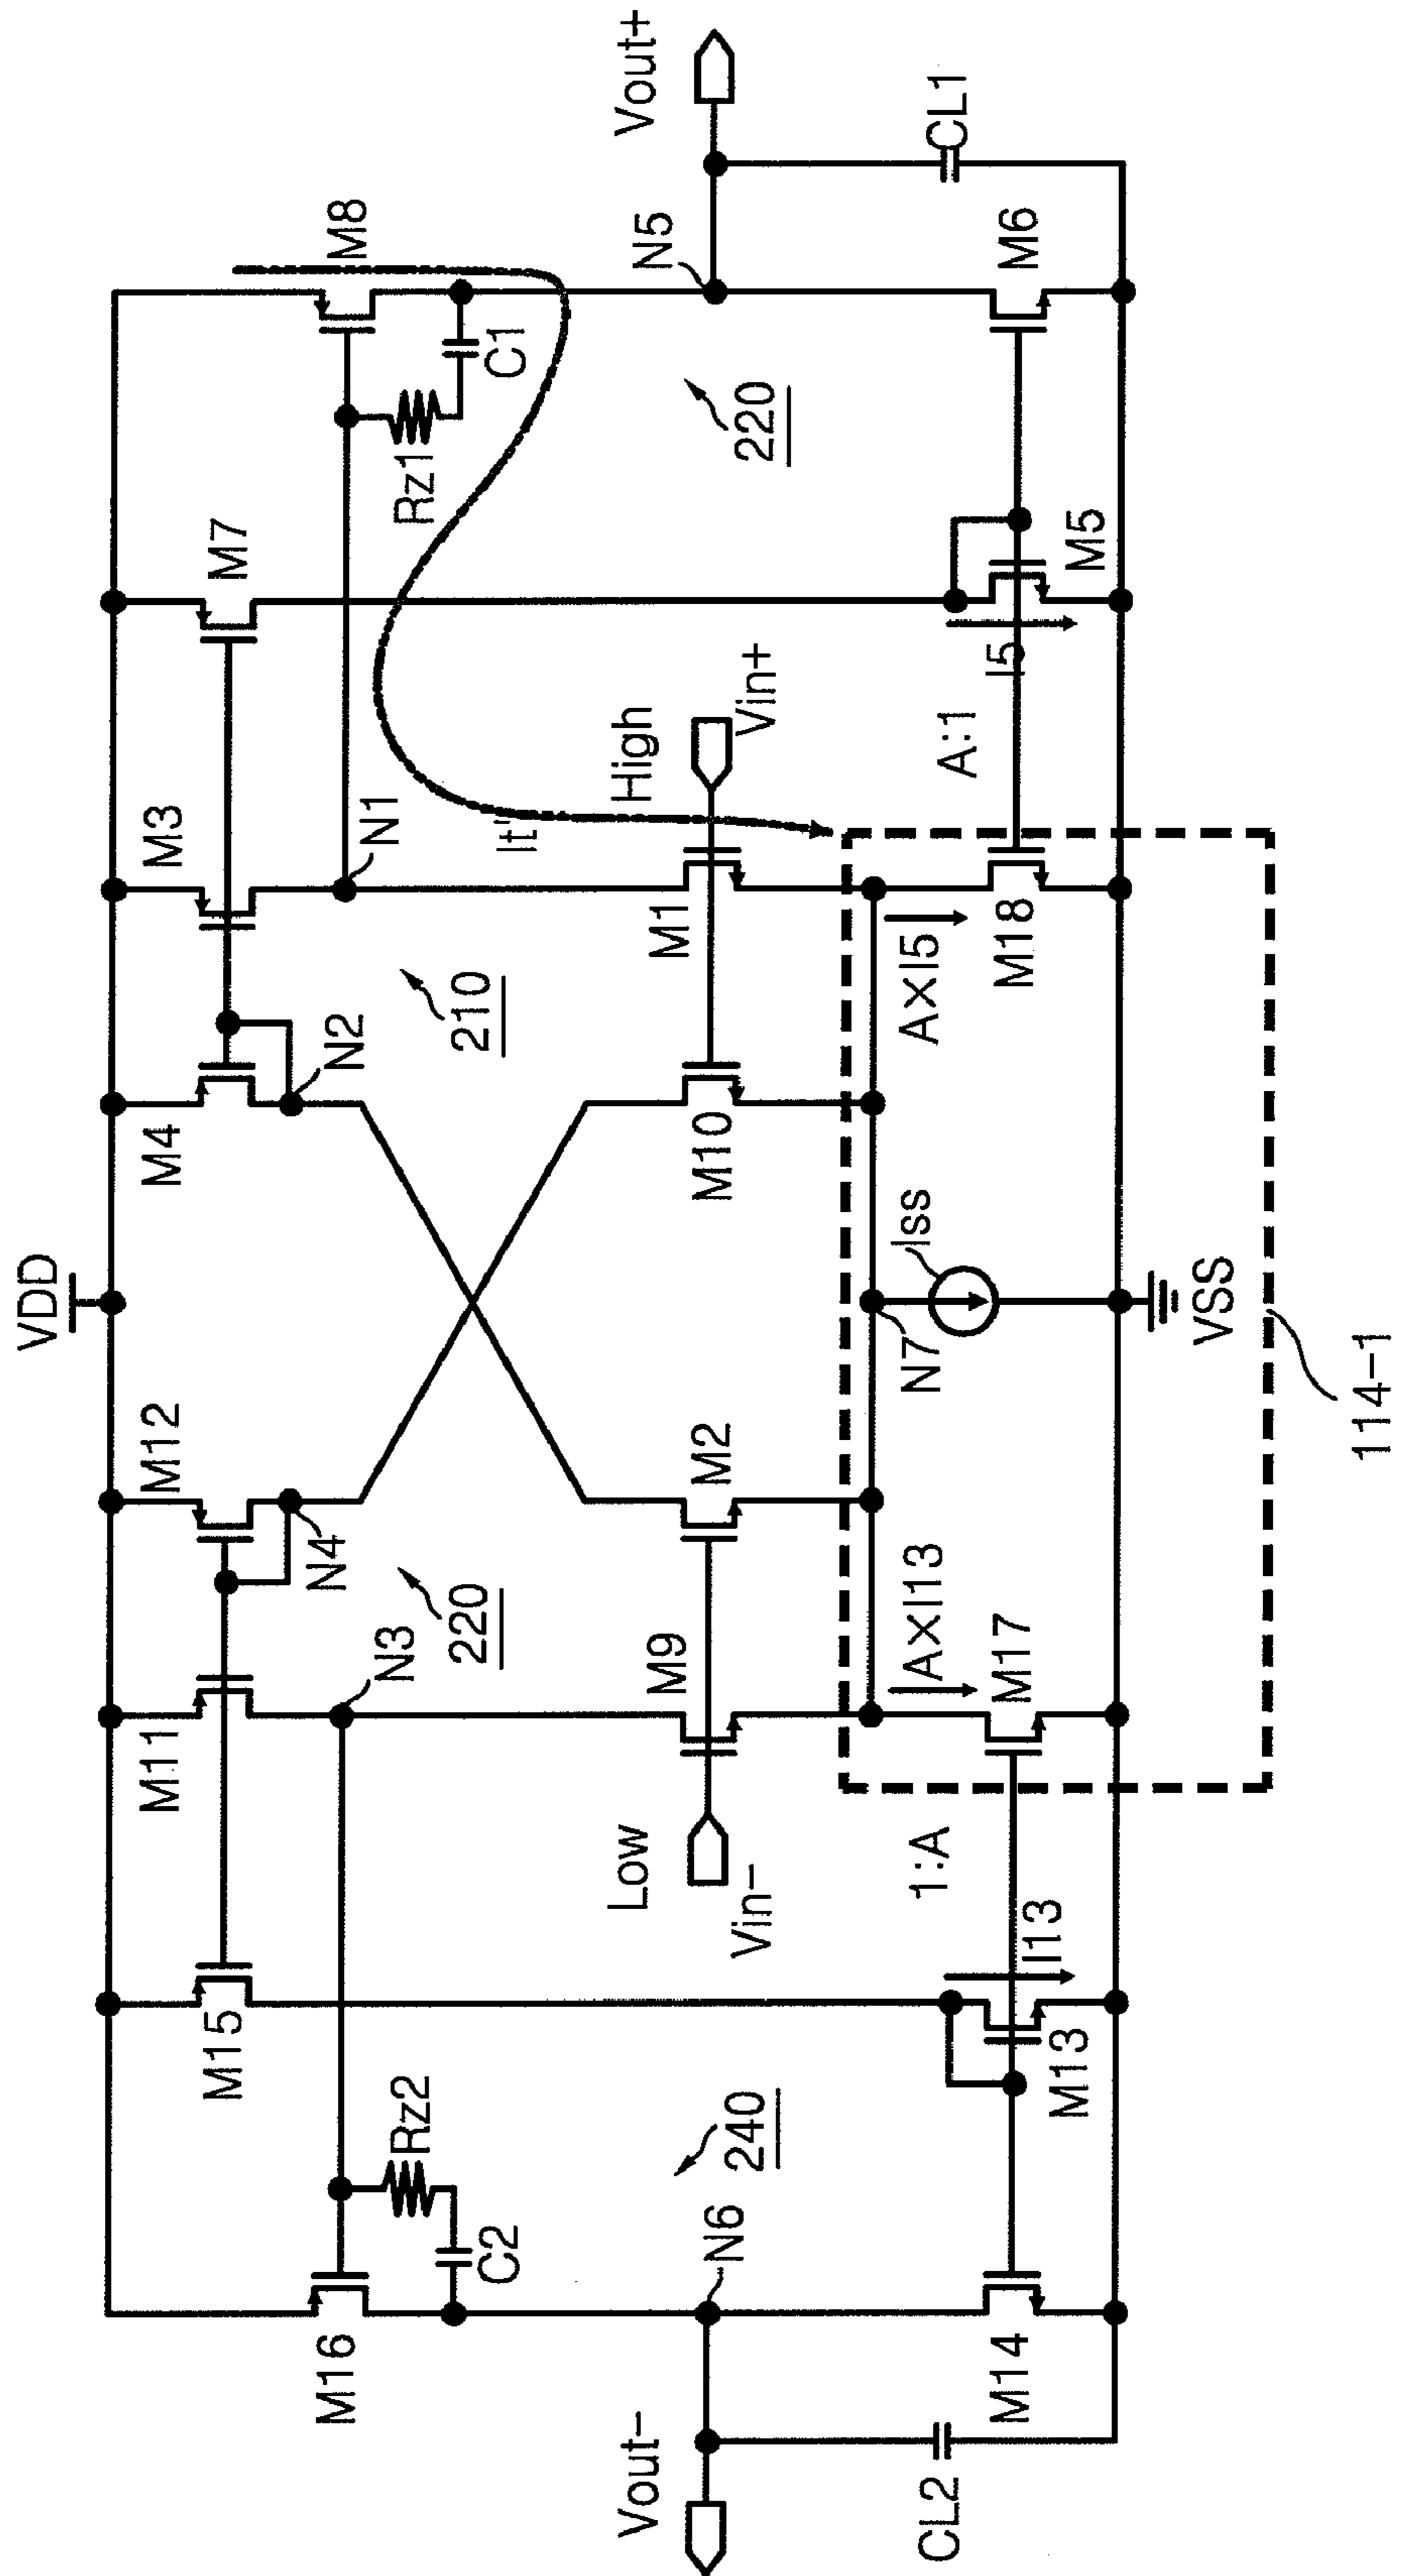 VDD
M16
M15
M11
M12
M4
M3
M7
M8
Rz2
C2
N3
N4
N2
N1
Rz1
C1
220
210
It'
Vout-
N6
240
Low
Vin-
M9
M2
M10
M1
High
Vin+
220
N5
Vout+
CL2
M14
M13
I13
1:A
AxI13
M17
N7
Iss
AxI5
M18
A:1
I5
M5
M6
CL1
VSS
114-1